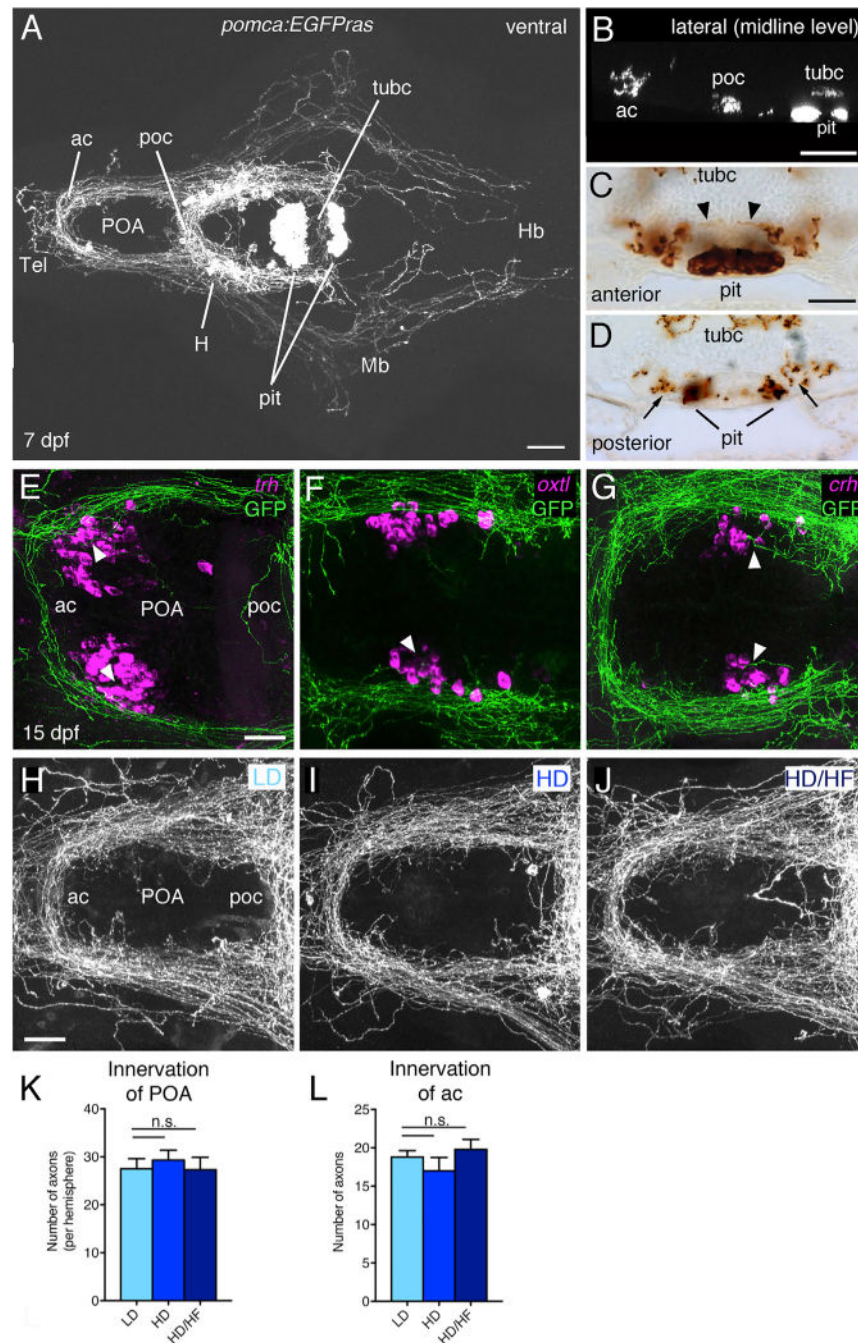 A
pomca:EGFPras
ventral
tubc
ac
poc
POA
Tel
Hb
H
Mb
pit
7 dpf
B
lateral (midline level)
ac
poc
tubc
pit
C
tubc
anterior
pit
D
tubc
posterior
pit
E
trh
GFP
ac
POA
poc
15 dpf
F
oxtl
GFP
G
crh
GFP
H
LD
ac
POA
poc
I
HD
J
HD/HF
K
Innervation
of POA
n.s.
Number of axons
(per hemisphere)
40
30
20
10
0
LD
HD
HD/HF
L
Innervation
of ac
n.s.
Number of axons
25
20
15
10
5
0
LD
HD
HD/HF